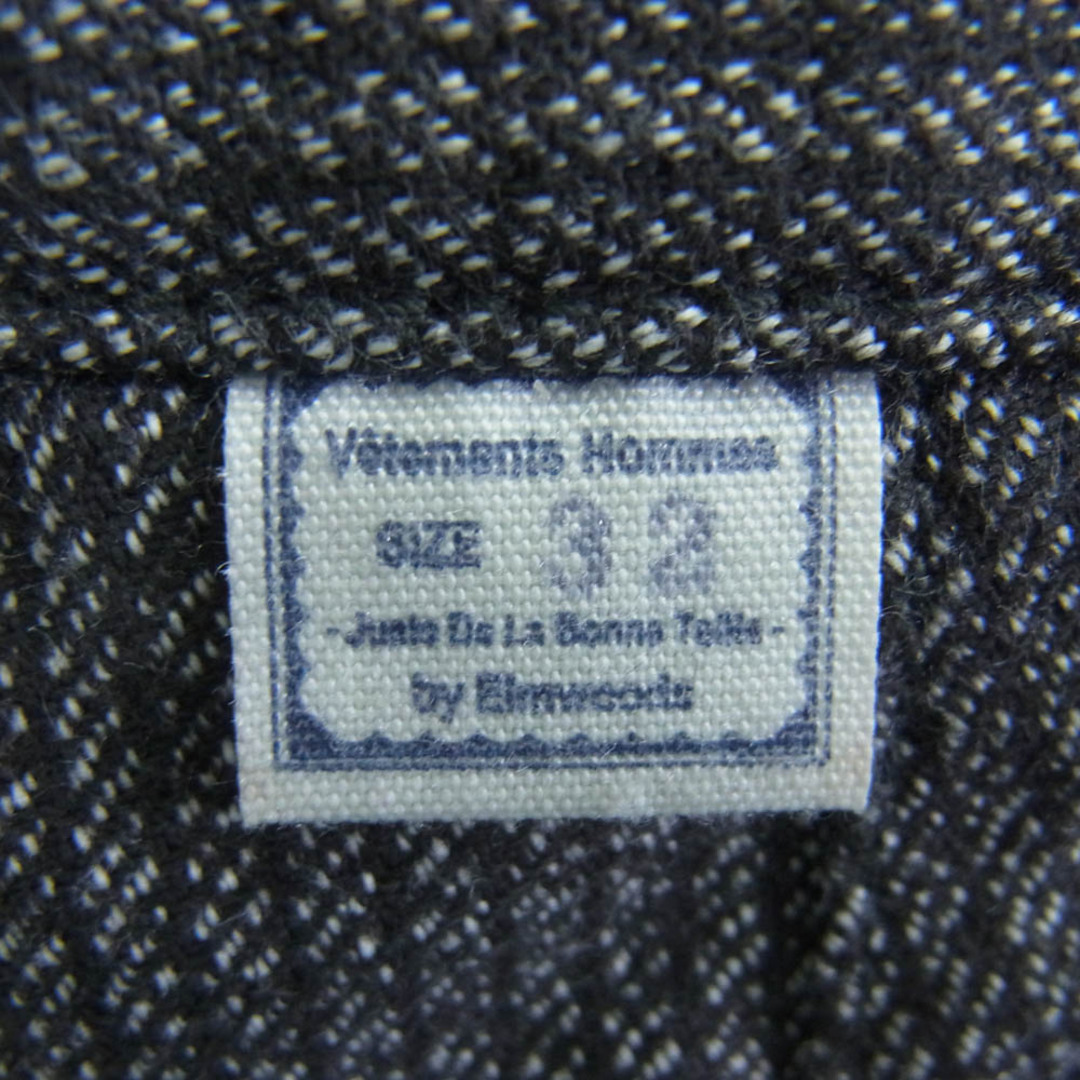 Vêtements Hommes
SIZE 32
- Juste De La Bonne Taille -
by Elmwoods